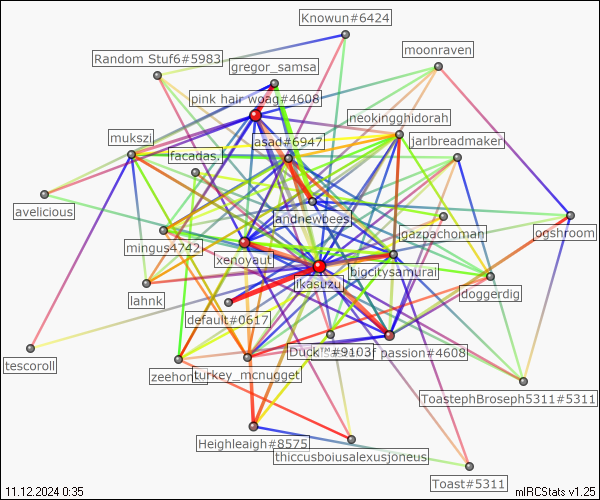 Knowun#6424
moonraven
Random Stuf6#5983
gregor_samsa
pink hair woag#4608
neokingghidorah
mukszi
asad#6947
jarlbreadmaker
facadas.
avelicious
andnewbees
gazpachoman
ogshroom
mingus4742
xenoyaut
bigcitysamurai
ikasuzu
doggerdig
lahnk
default#0617
Duck
#9103
f passion#4608
tescoroll
zeehon
turkey_mcnugget
ToastephBroseph5311#5311
Heighleaigh#8575
thiccusboiusalexusjoneus
Toast#5311
11.12.2024 0:35
mIRCStats v1.25